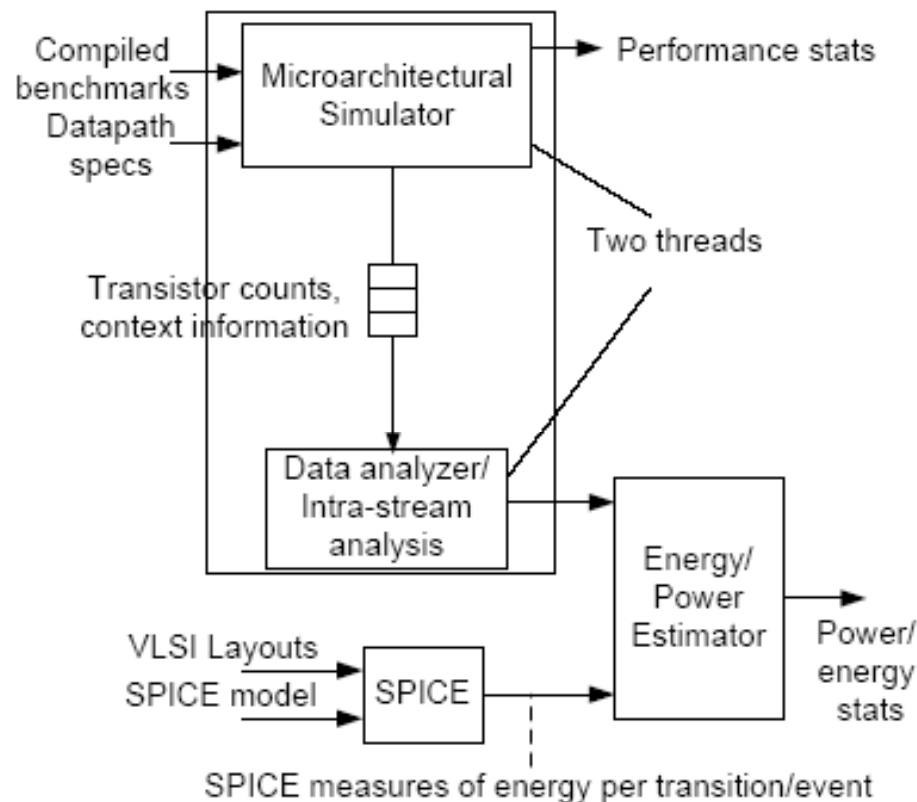 Compiled
benchmarks
Datapath
specs
Microarchitectural
Simulator
Performance stats
Two threads
Transistor counts,
context information
Data analyzer/
Intra-stream
analysis
Energy/
Power
Estimator
Power/
energy
stats
VLSI Layouts
SPICE model
SPICE
SPICE measures of energy per transition/event